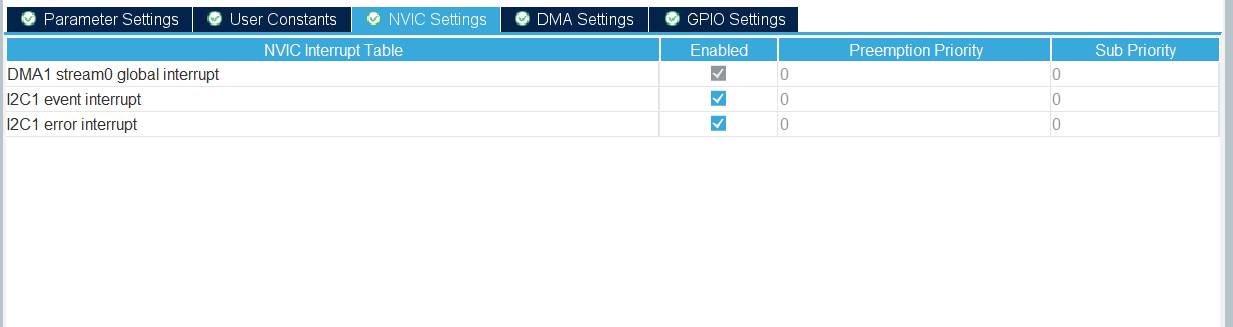 Parameter Settings User Constants NVIC Settings DMA Settings GPIO Settings
NVIC Interrupt Table Enabled Preemption Priority Sub Priority
DMA1 stream0 global interrupt 0 0
I2C1 event interrupt 0 0
I2C1 error interrupt 0 0